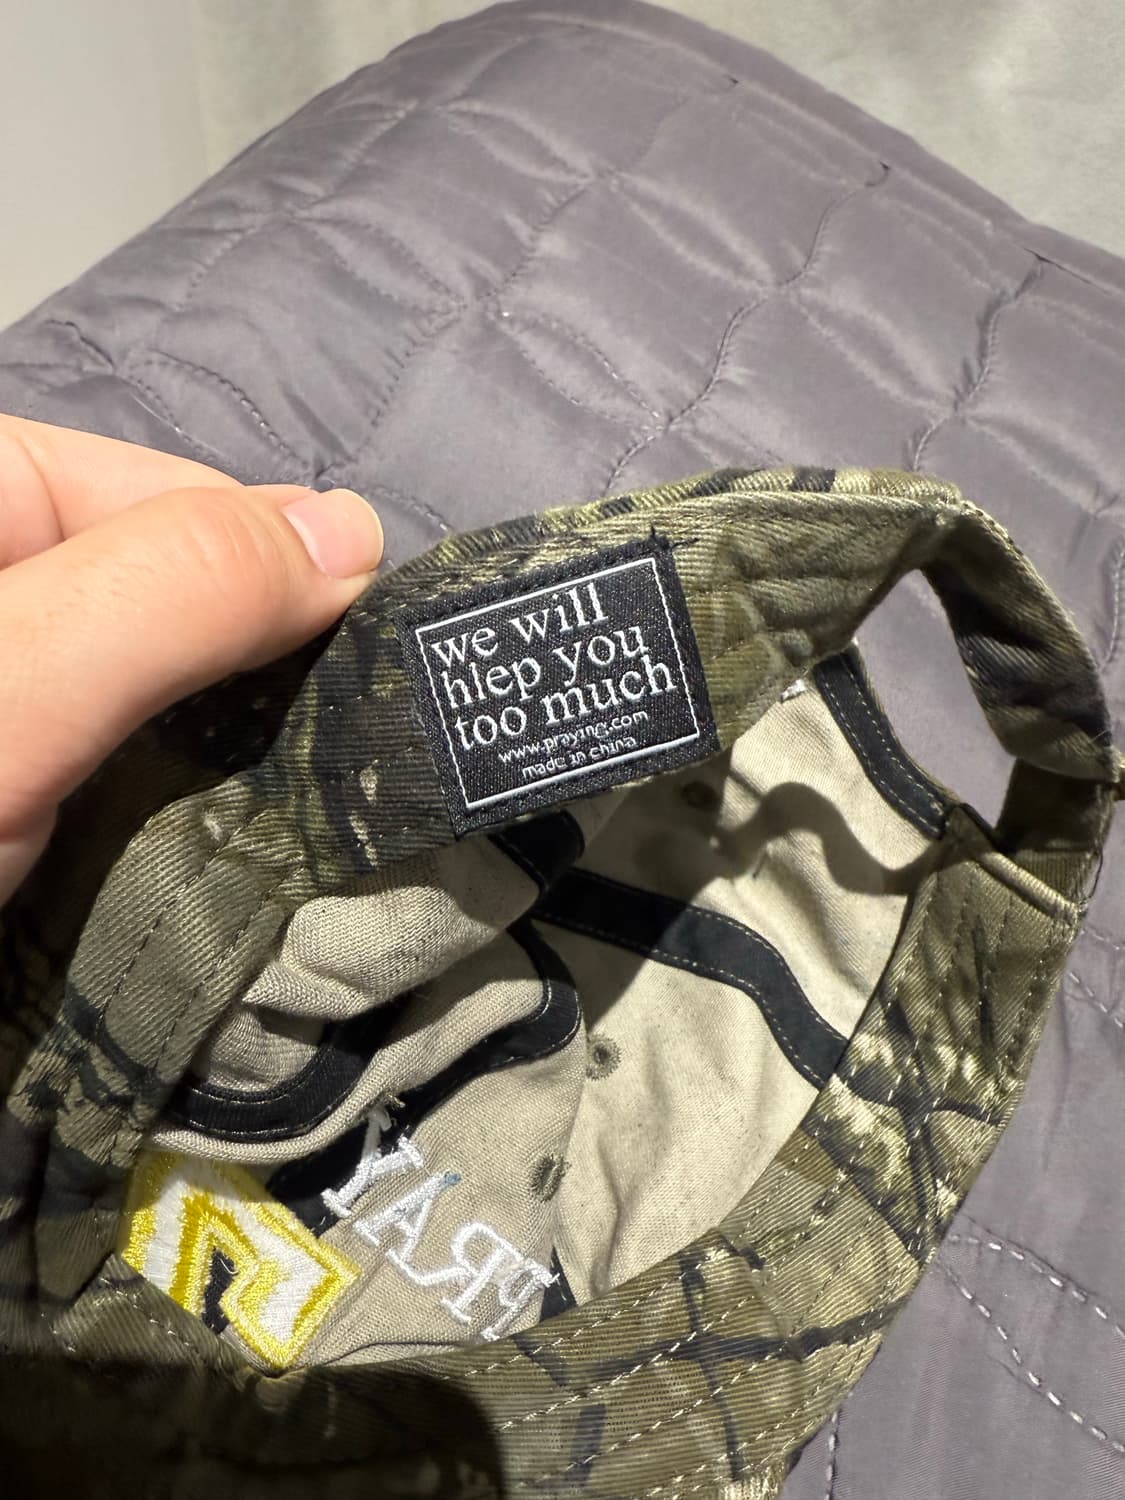 we will
hlep you
too much
www.praying.com
made in china
PRAY